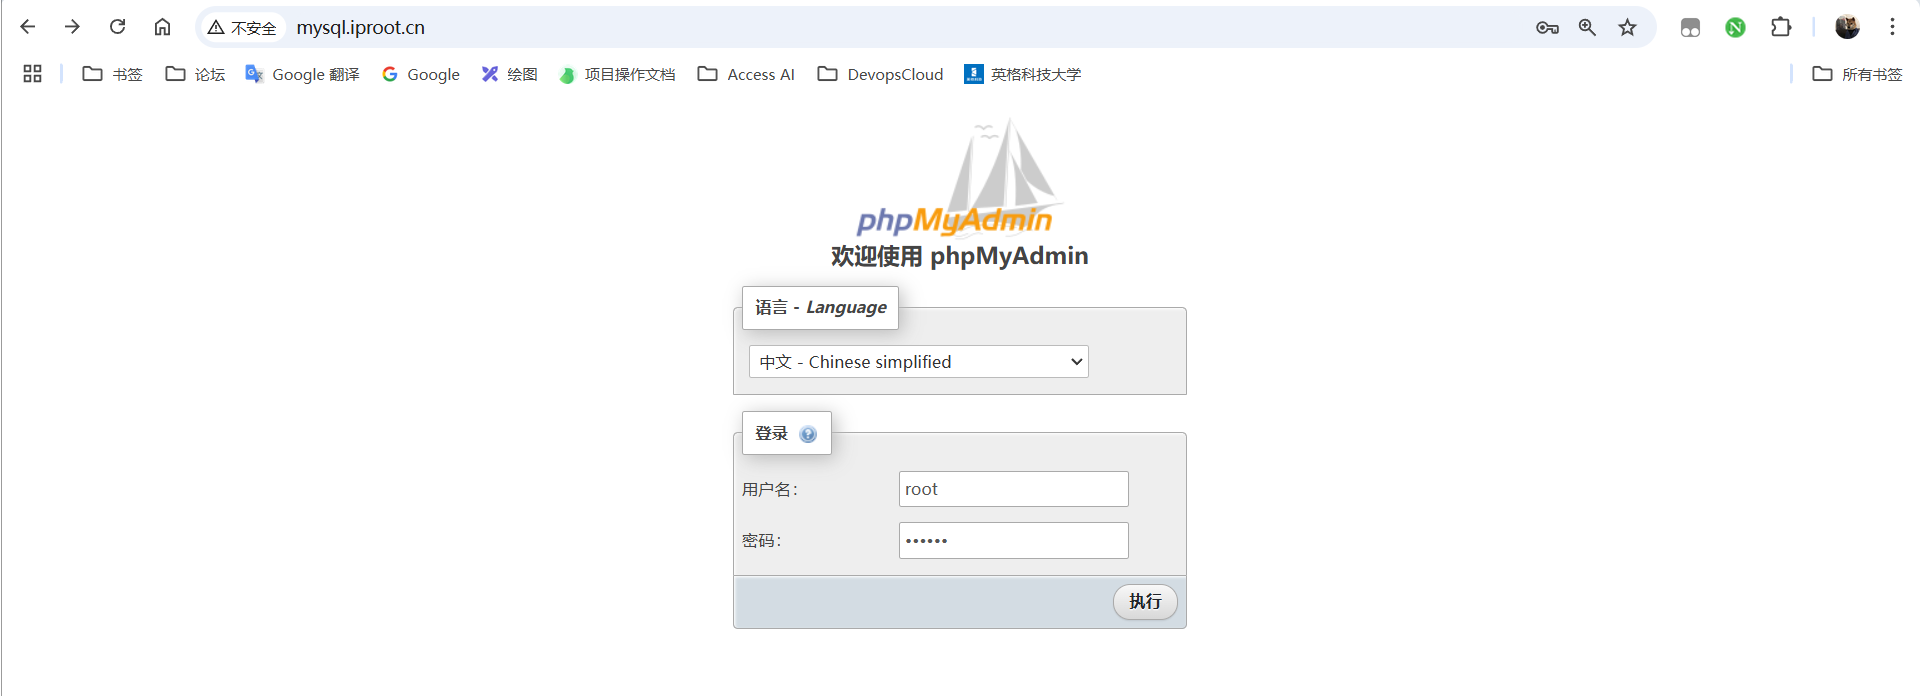 不安全 mysql.iproot.cn
书签 论坛 Google 翻译 Google 绘图 项目操作文档 Access AI DevopsCloud 英格科技大学 所有书签
phpMyAdmin
欢迎使用 phpMyAdmin
语言 - Language
中文 - Chinese simplified
登录
用户名：
root
密码：
••••••
执行